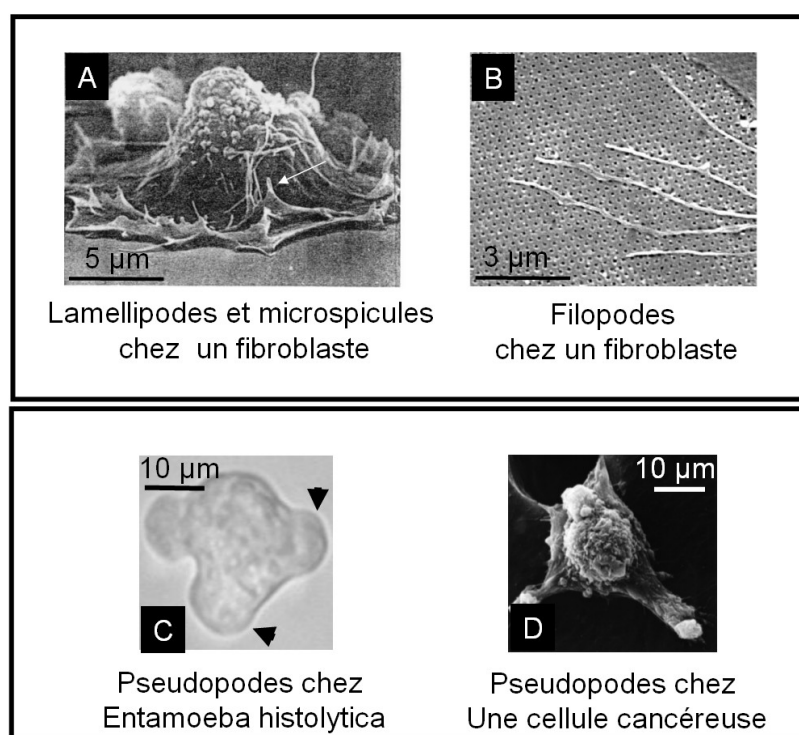 A
5 µm
Lamellipodes et microspicules
chez un fibroblaste
B
3 µm
Filopodes
chez un fibroblaste
10 µm
C
Pseudopodes chez
Entamoeba histolytica
10 µm
D
Pseudopodes chez
Une cellule cancéreuse